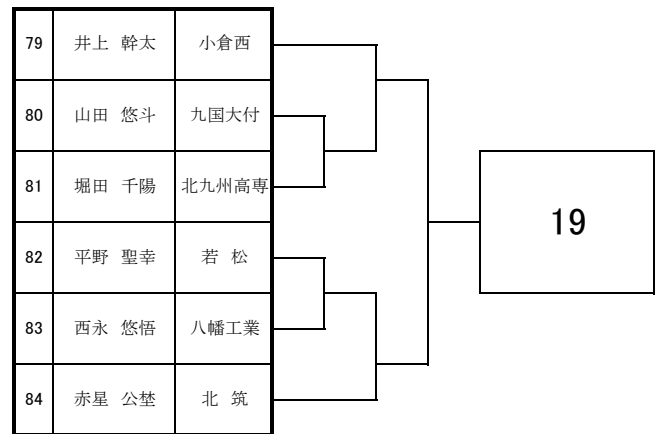 79 井上 幹太 小倉西
80 山田 悠斗 九国大付
81 堀田 千陽 北九州高専
82 平野 聖幸 若 松
83 西永 悠悟 八幡工業
84 赤星 公埜 北 筑
19